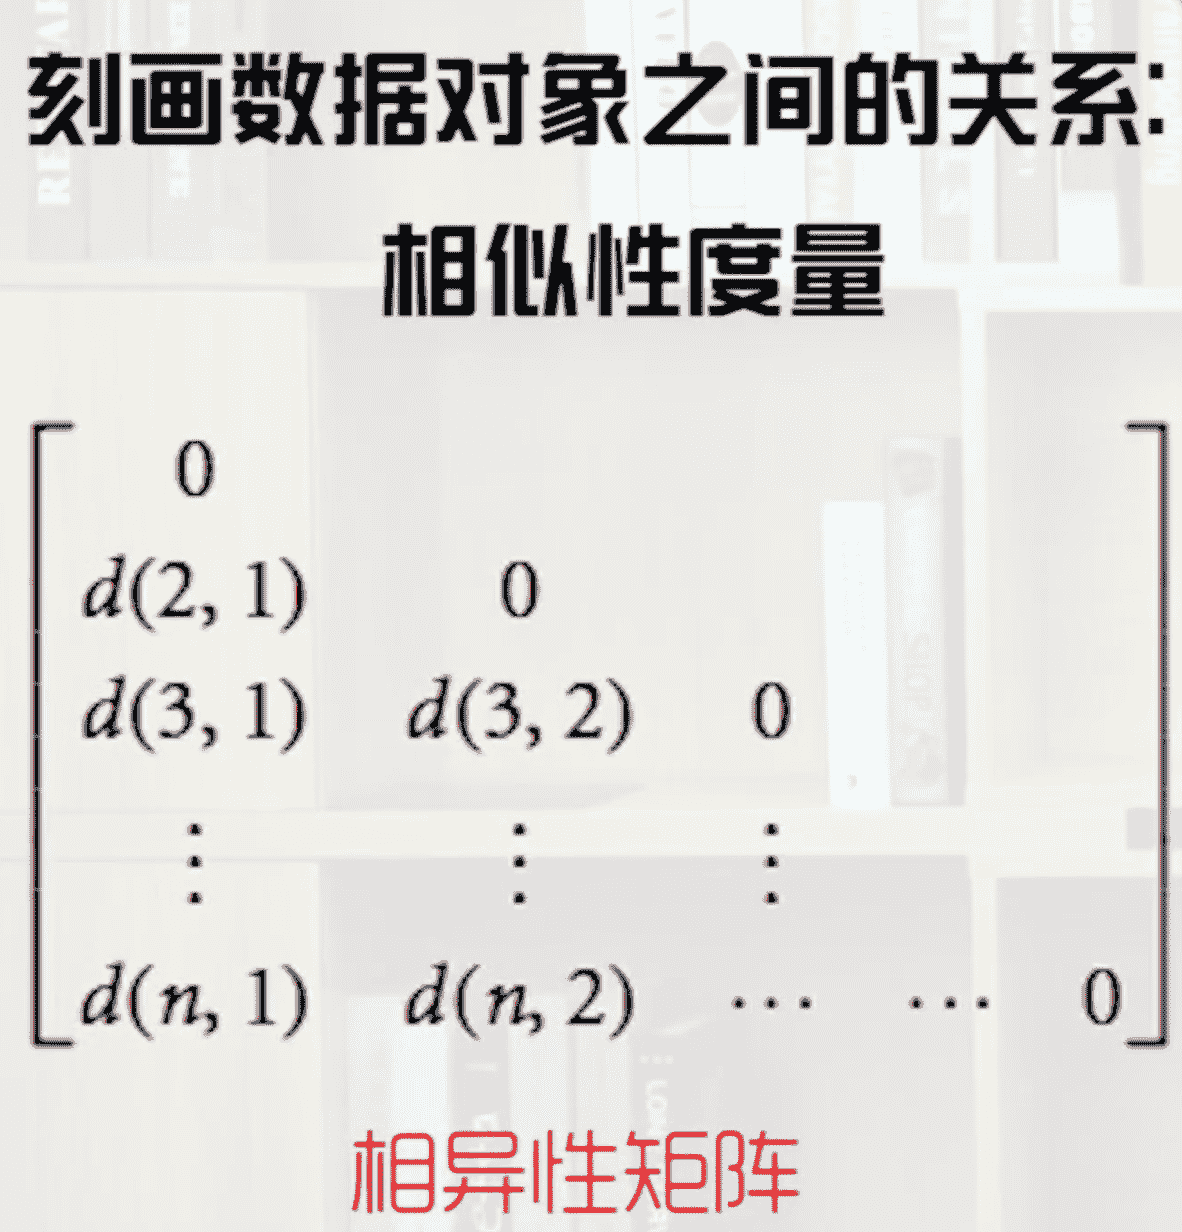 刻画数据对象之间的关系:
相似性度量
0
d(2, 1) 0
d(3, 1) d(3, 2) 0
⋮ ⋮ ⋮
d(n, 1) d(n, 2) ⋯ ⋯ 0
相异性矩阵